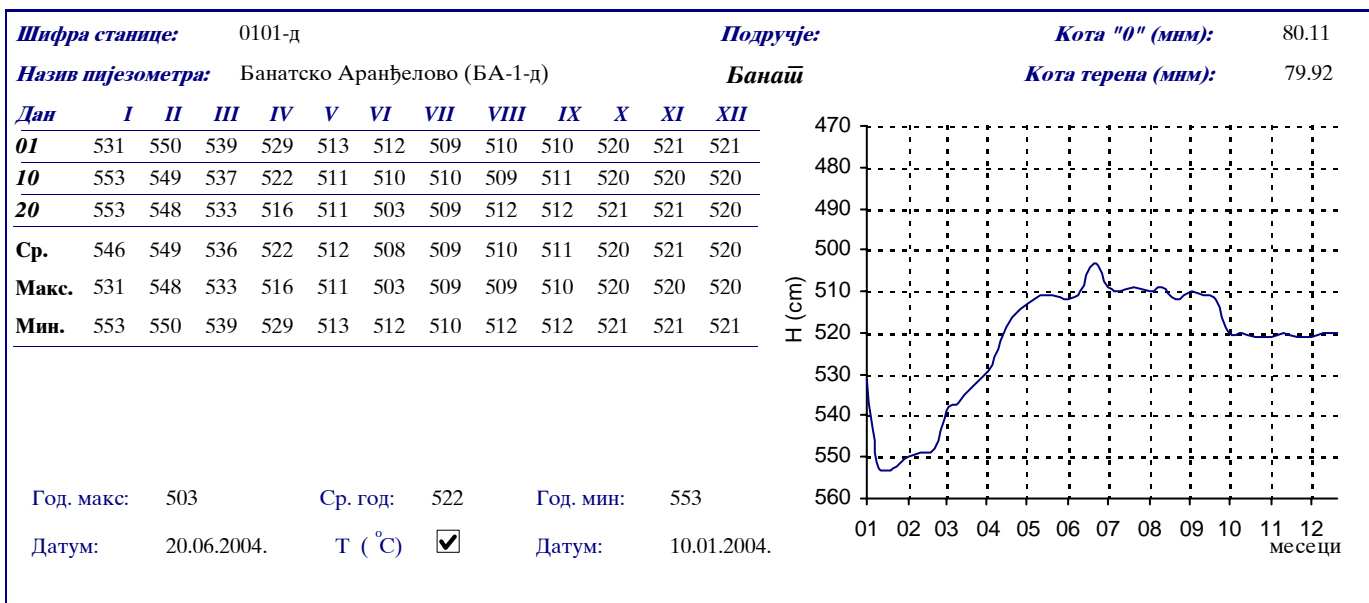 Шифра станице: 0101-д Подручје: Кота "0" (мнм): 80.11
Назив пијезометра: Банатско Аранђелово (БА-1-д) Банат Кота терена (мнм): 79.92
Дан I II III IV V VI VII VIII IX X XI XII
01 531 550 539 529 513 512 509 510 510 520 521 521
10 553 549 537 522 511 510 510 509 511 520 520 520
20 553 548 533 516 511 503 509 512 512 521 521 520
Ср. 546 549 536 522 512 508 509 510 511 520 521 520
Макс. 531 548 533 516 511 503 509 509 510 520 520 520
Мин. 553 550 539 529 513 512 510 512 512 521 521 521
Год. макс: 503 Ср. год: 522 Год. мин: 553
Датум: 20.06.2004. Т ( °С) Датум: 10.01.2004.
H (cm)
470
480
490
500
510
520
530
540
550
560
01 02 03 04 05 06 07 08 09 10 11 12
месеци